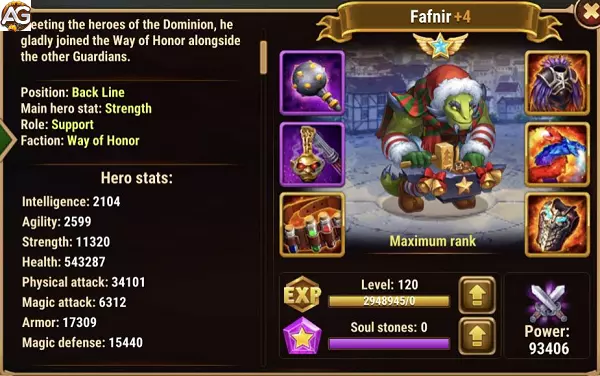 AG
Fafnir +4
eeting the heroes of the Dominion, he
gladly joined the Way of Honor alongside
the other Guardians.
Position: Back Line
Main hero stat: Strength
Role: Support
Faction: Way of Honor
Hero stats:
Intelligence: 2104
Agility: 2599
Strength: 11320
Health: 543287
Physical attack: 34101
Magic attack: 6312
Armor: 17309
Magic defense: 15440
Maximum rank
EXP
Level: 120
2948945/0
Soul stones: 0
Power:
93406